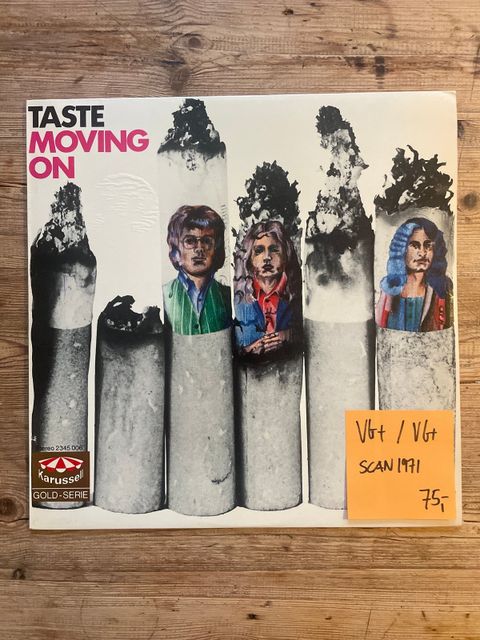 TASTE
MOVING
ON
stereo 2345 006
Karussell
GOLD-SERIE
VG+ / VG+
SCAN 1971
75,-